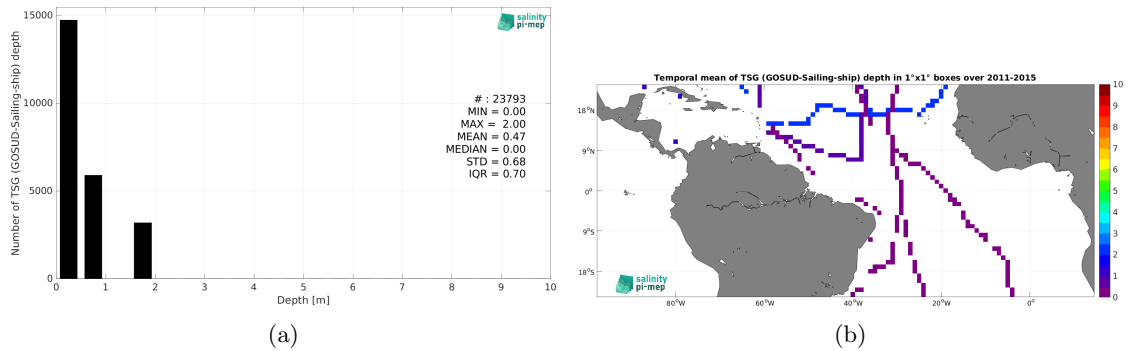 15000
10000
5000
0
Number of TSG (GOSUD-Sailing-ship) depth
0 1 2 3 4 5 6 7 8 9 10
Depth [m]
salinity
pi-mep
# : 23793
MIN = 0.00
MAX = 2.00
MEAN = 0.47
MEDIAN = 0.00
STD = 0.68
IQR = 0.70
(a)
Temporal mean of TSG (GOSUD-Sailing-ship) depth in 1°x1° boxes over 2011-2015
18°N
9°N
0°
9°S
18°S
80°W 60°W 40°W 20°W 0°
salinity
pi-mep
10
9
8
7
6
5
4
3
2
1
0
(b)